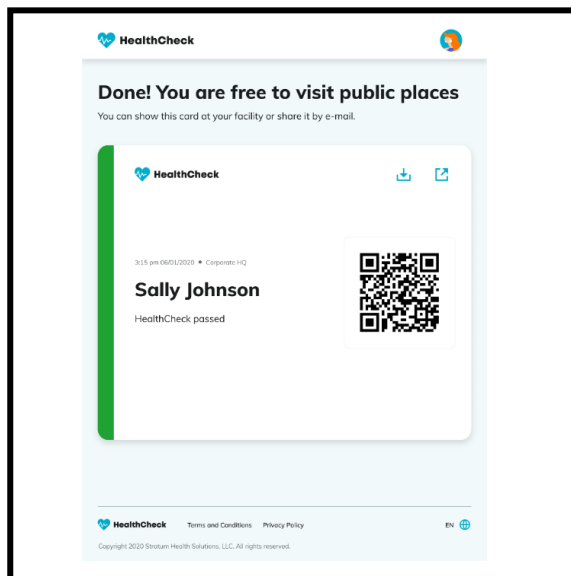 HealthCheck
Done! You are free to visit public places
You can show this card at your facility or share it by e-mail.
HealthCheck
3:15 pm 06/01/2020 • Corporate HQ
Sally Johnson
HealthCheck passed
HealthCheck Terms and Conditions Privacy Policy EN
Copyright 2020 Stratum Health Solutions, LLC. All rights reserved.